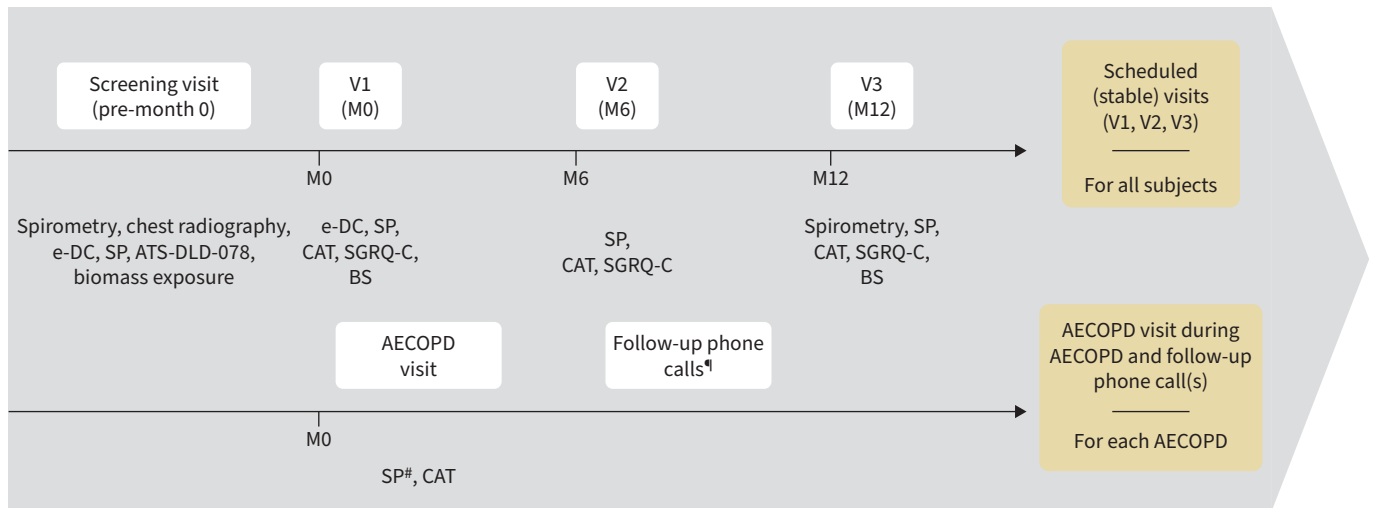 Screening visit
(pre-month 0)
V1
(M0)
V2
(M6)
V3
(M12)
Scheduled
(stable) visits
(V1, V2, V3)
For all subjects
M0
M6
M12
Spirometry, chest radiography,
e-DC, SP, ATS-DLD-078,
biomass exposure
e-DC, SP,
CAT, SGRQ-C,
BS
SP,
CAT, SGRQ-C
Spirometry, SP,
CAT, SGRQ-C,
BS
AECOPD
visit
Follow-up phone
calls¶
AECOPD visit during
AECOPD and follow-up
phone call(s)
For each AECOPD
M0
SP#, CAT